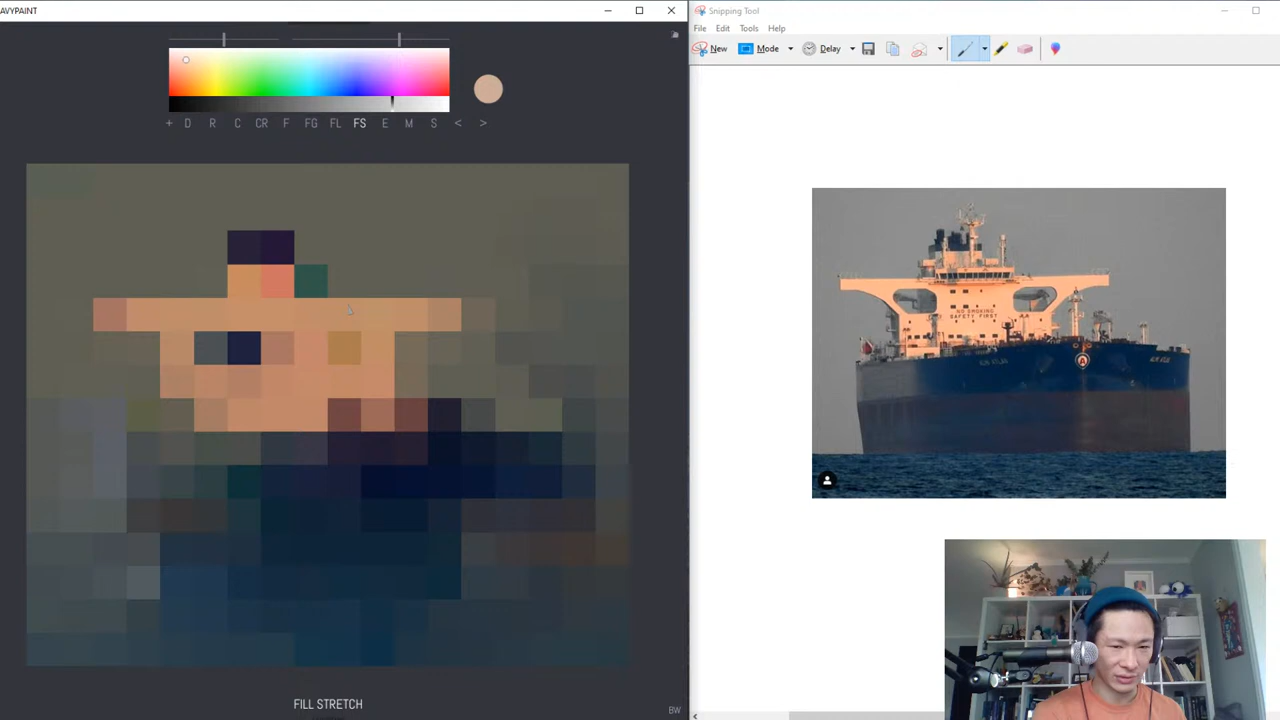 AVYPAINT
+ D R C CR F FG FL FS E M S < >
FILL STRETCH
BW
Snipping Tool
File Edit Tools Help
New Mode Delay
NO SMOKING
SAFETY FIRST
A